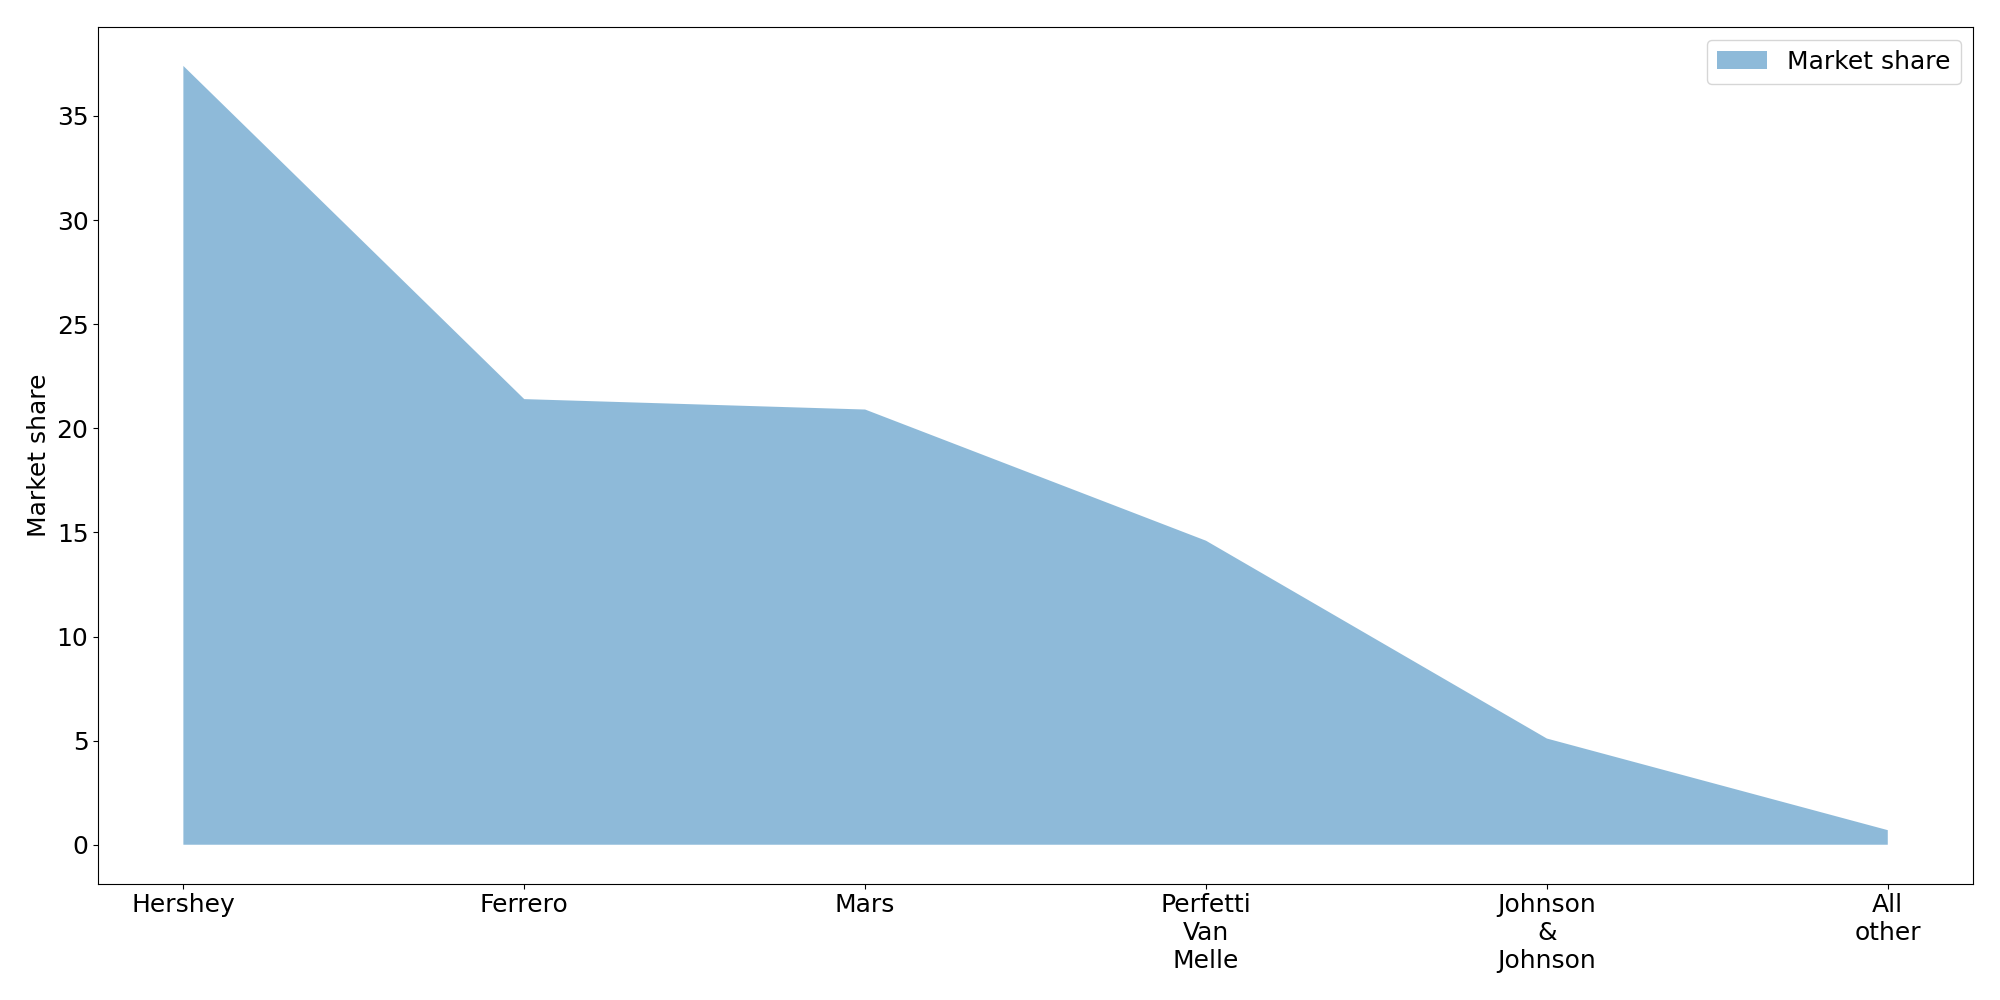 Market share
35
30
25
20
15
10
5
0
Market share
Hershey
Ferrero
Mars
Perfetti
Van
Melle
Johnson
&
Johnson
All
other